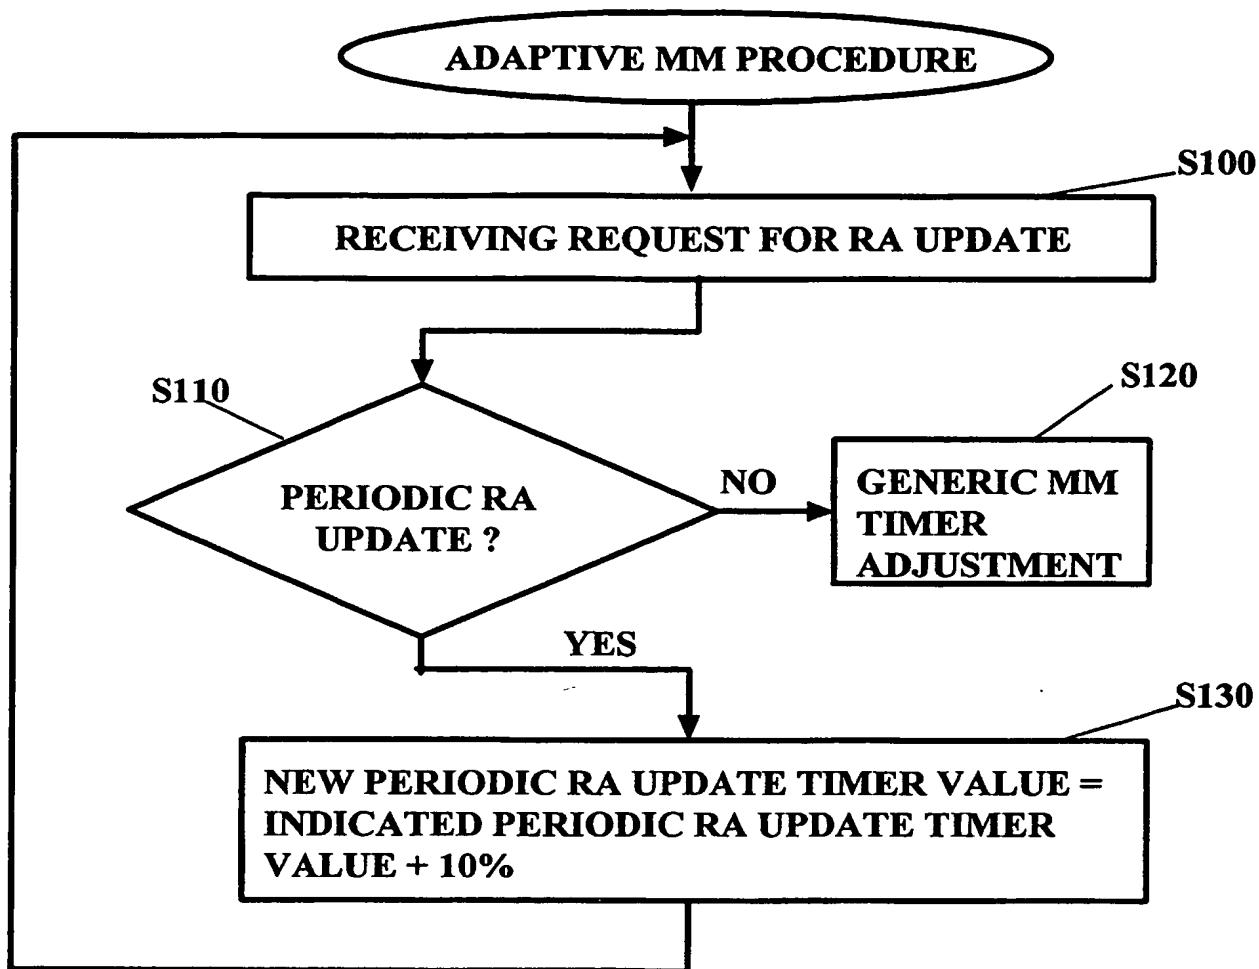 ADAPTIVE MM PROCEDURE
S100
RECEIVING REQUEST FOR RA UPDATE
S110
S120
PERIODIC RA
UPDATE ?
NO
GENERIC MM
TIMER
ADJUSTMENT
YES
S130
NEW PERIODIC RA UPDATE TIMER VALUE =
INDICATED PERIODIC RA UPDATE TIMER
VALUE + 10%